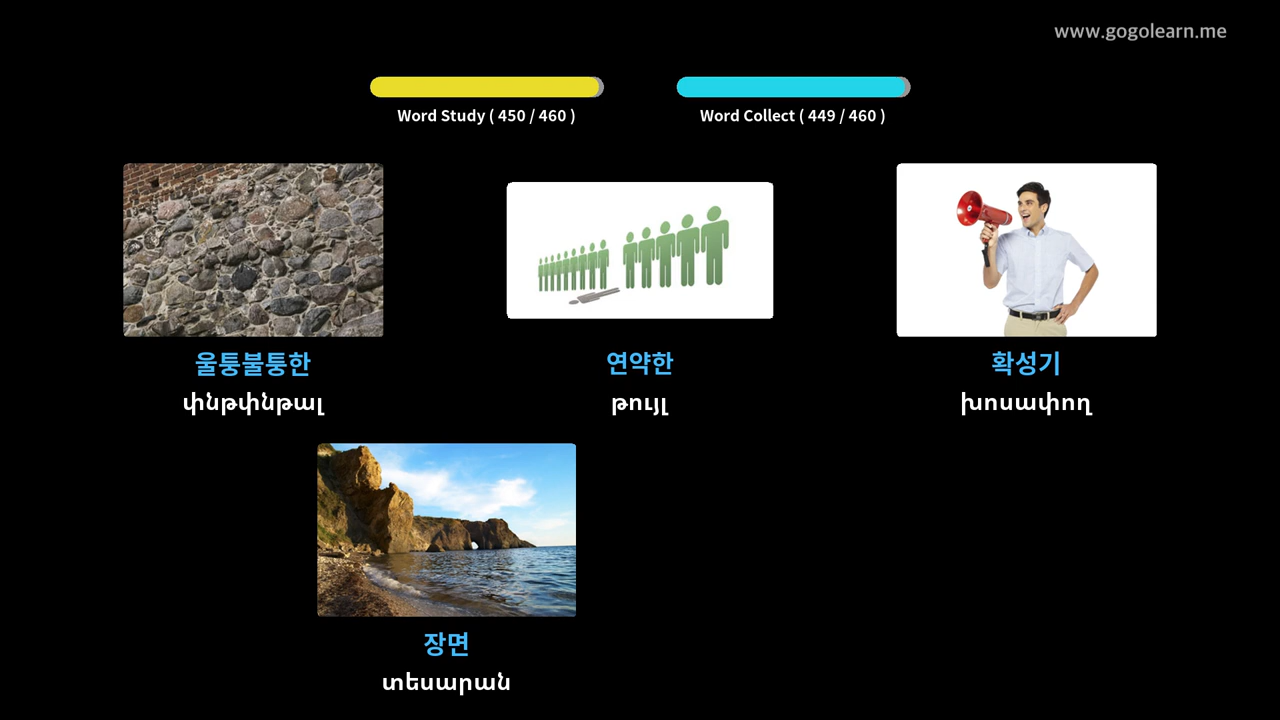 www.gogolearn.me
Word Study ( 450 / 460 )
Word Collect ( 449 / 460 )
울퉁불퉁한
փնթփնթալ
연약한
թույլ
확성기
խոսափող
장면
տեսարան